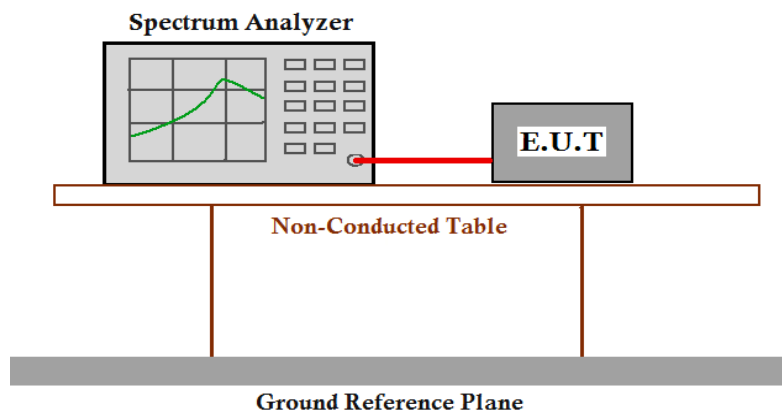 Spectrum Analyzer
E.U.T
Non-Conducted Table
Ground Reference Plane